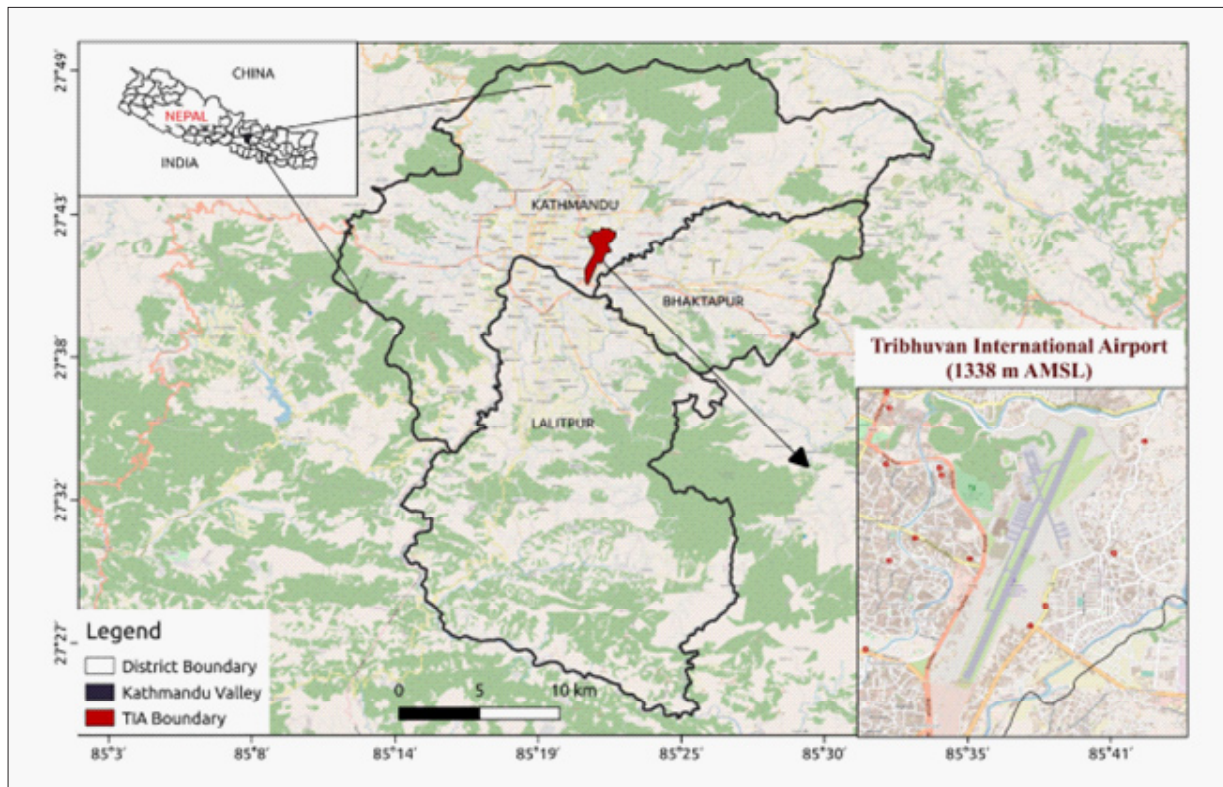 CHINA
NEPAL
INDIA
27°49'
27°43'
27°38'
27°32'
27°27'
KATHMANDU
BHAKTAPUR
LALITPUR
Tribhuvan International Airport
(1338 m AMSL)
Legend
District Boundary
Kathmandu Valley
TIA Boundary
0 5 10 km
85°3' 85°8' 85°14' 85°19' 85°25' 85°30' 85°35' 85°41'